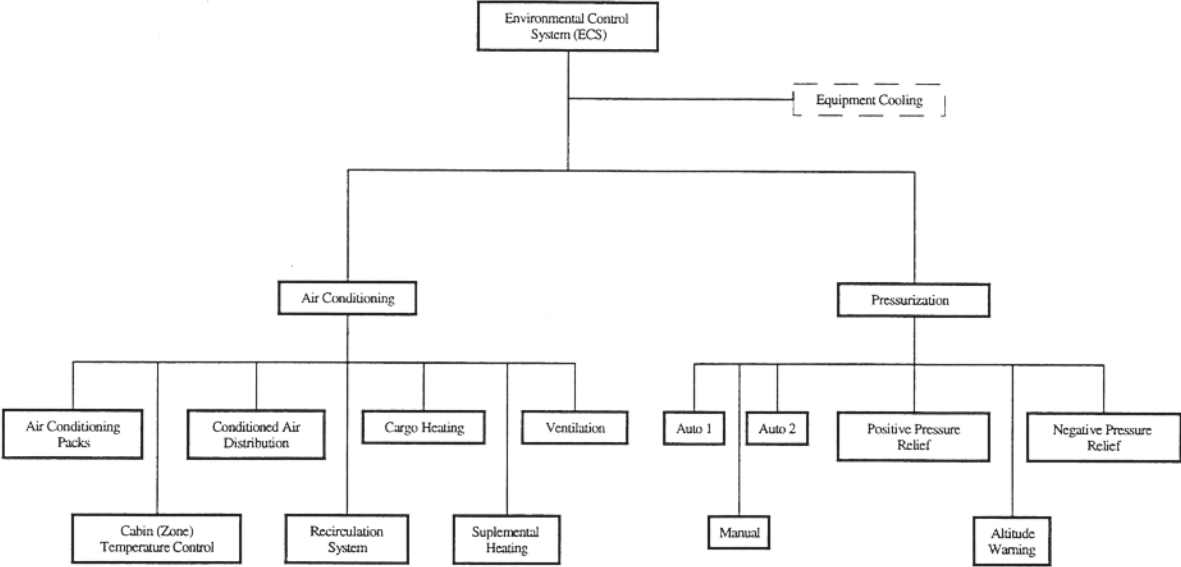 Environmental Control
System (ECS)
Equipment Cooling
Air Conditioning
Pressurization
Air Conditioning
Packs
Conditioned Air
Distribution
Cargo Heating
Ventilation
Auto 1
Auto 2
Positive Pressure
Relief
Negative Pressure
Relief
Cabin (Zone)
Temperature Control
Recirculation
System
Suplemental
Heating
Manual
Altitude
Warning